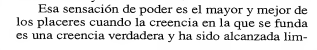 Esa sensación de poder es el mayor y mejor de
los placeres cuando la creencia en la que se funda
es una creencia verdadera y ha sido alcanzada lim-